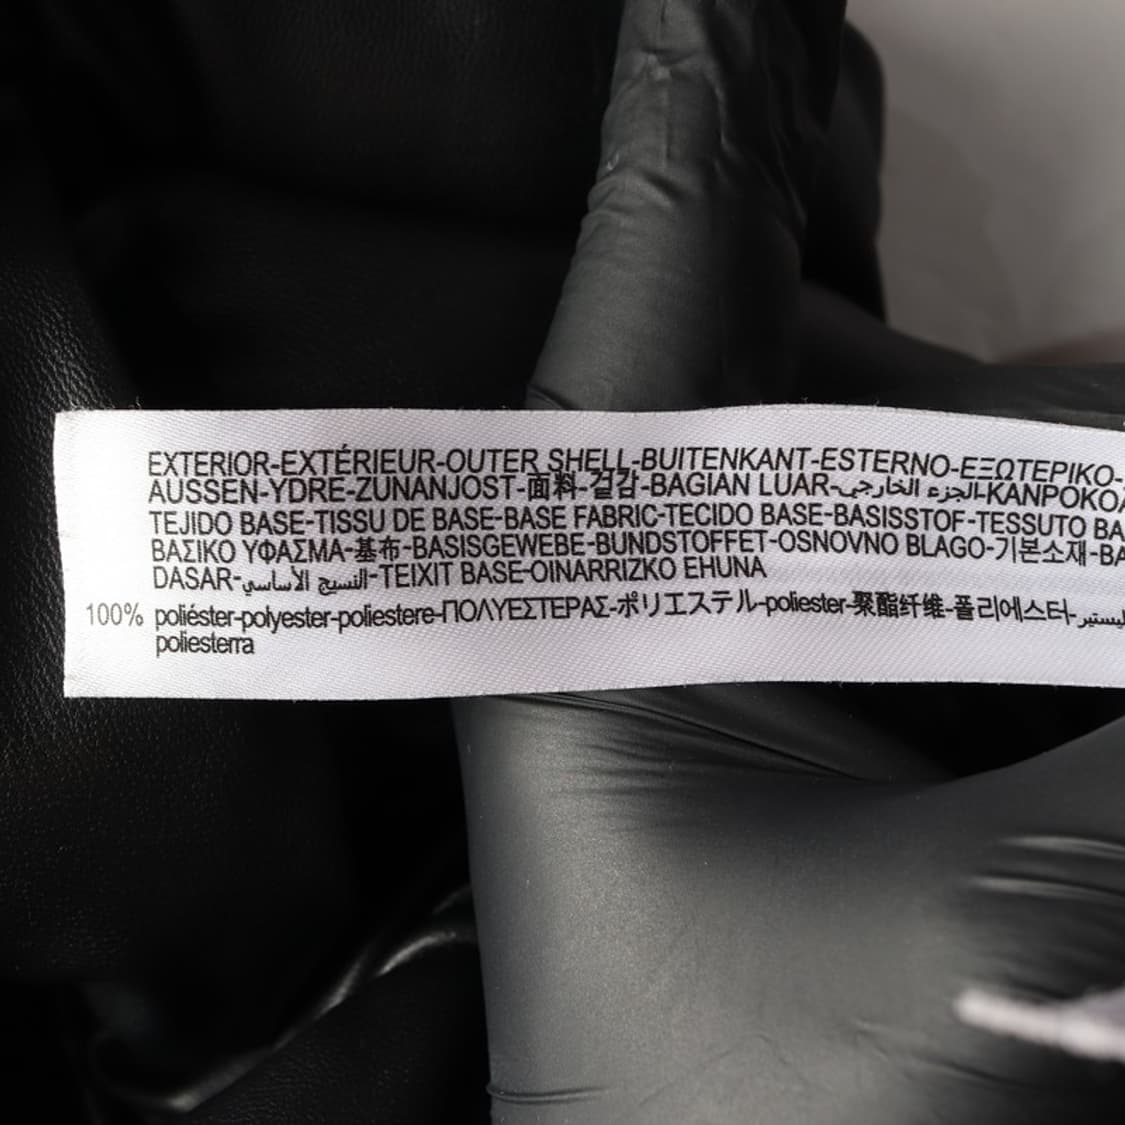 EXTERIOR-EXTÉRIEUR-OUTER SHELL-BUITENKANT-ESTERNO-ΕΞΩΤΕΡΙΚΟ-
AUSSEN-YDRE-ZUNANJOST-面料-겉감-BAGIAN LUAR-الجزء الخارجي-KANPOKOA
TEJIDO BASE-TISSU DE BASE-BASE FABRIC-TECIDO BASE-BASISSTOF-TESSUTO BA
ΒΑΣΙΚΟ ΥΦΑΣΜΑ-基布-BASISGEWEBE-BUNDSTOFFET-OSNOVNO BLAGO-기본소재-BA
DASAR-النسيج الأساسي-TEIXIT BASE-OINARRIZKO EHUNA
100% poliéster-polyester-poliestere-ΠΟΛΥΕΣΤΕΡΑΣ-ポリエステル-poliester-聚酯纤维-폴리에스터-
poliesterra